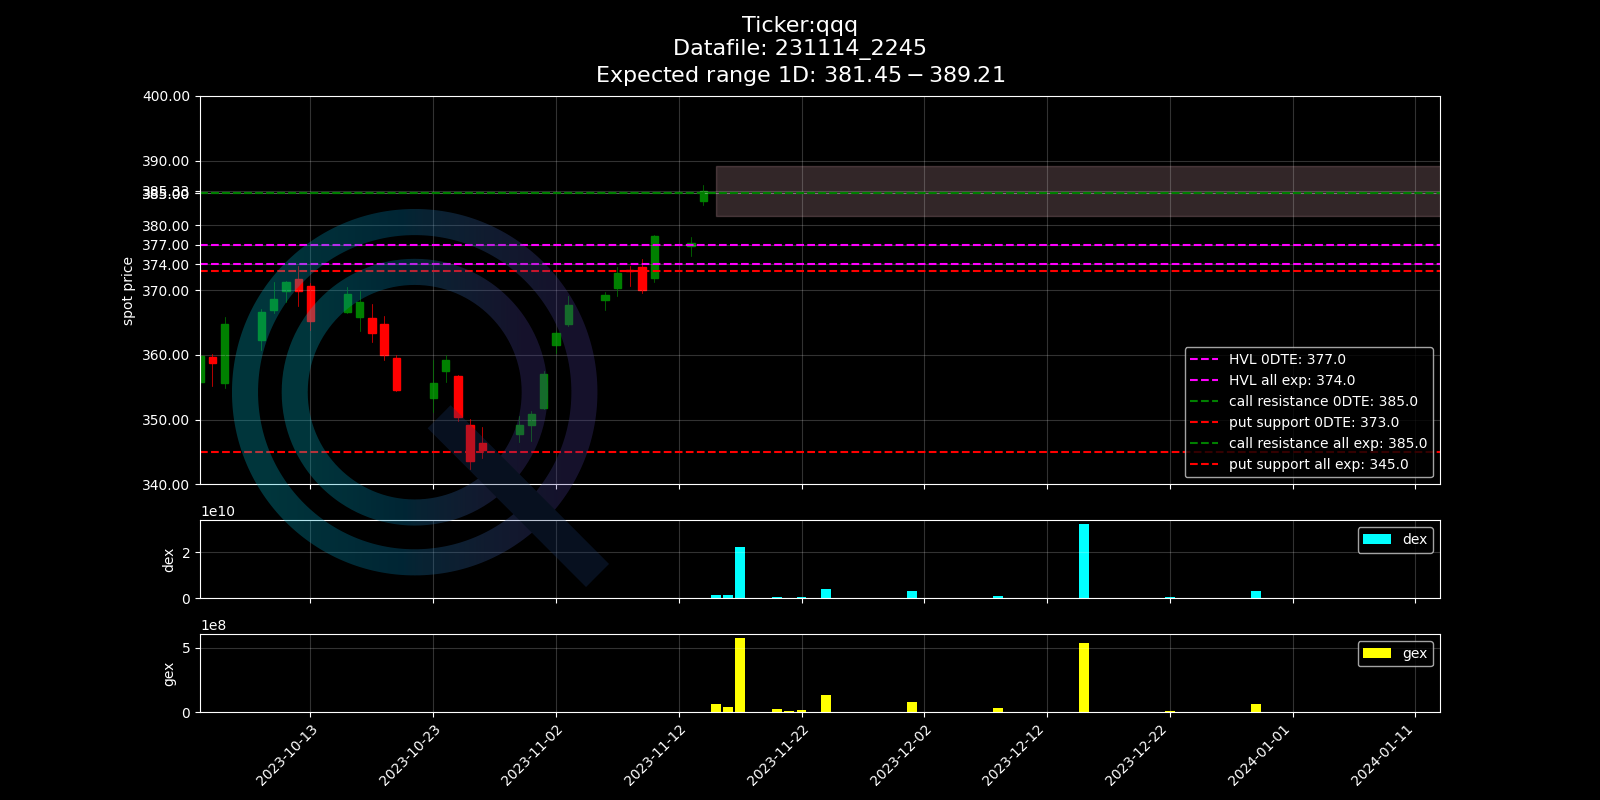 Ticker:qqq
Datafile: 231114_2245
Expected range 1D: 381.45 − 389.21
400.00
390.00
385.00
380.00
377.00
374.00
370.00
360.00
350.00
340.00
spot price
HVL 0DTE: 377.0
HVL all exp: 374.0
call resistance 0DTE: 385.0
put support 0DTE: 373.0
call resistance all exp: 385.0
put support all exp: 345.0
1e10
2
0
dex
dex
1e8
5
0
gex
gex
2023-10-13
2023-10-23
2023-11-02
2023-11-12
2023-11-22
2023-12-02
2023-12-12
2023-12-22
2024-01-01
2024-01-11